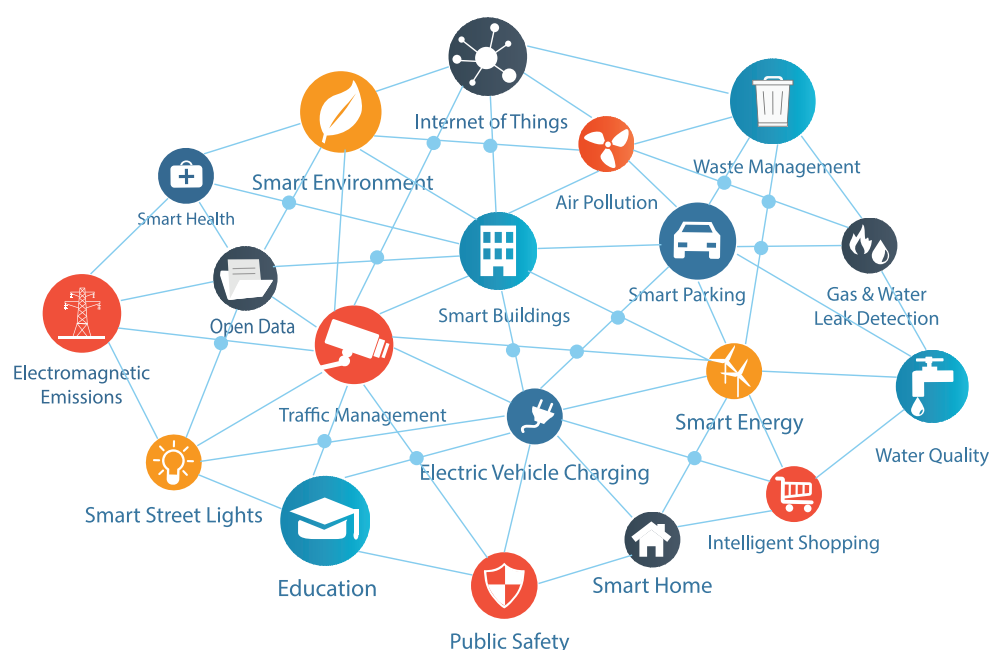 Internet of Things
Waste Management
Smart Environment
Air Pollution
Smart Health
Smart Parking
Gas & Water
Leak Detection
Smart Buildings
Open Data
Electromagnetic
Emissions
Traffic Management
Smart Energy
Water Quality
Electric Vehicle Charging
Smart Street Lights
Intelligent Shopping
Education
Smart Home
Public Safety